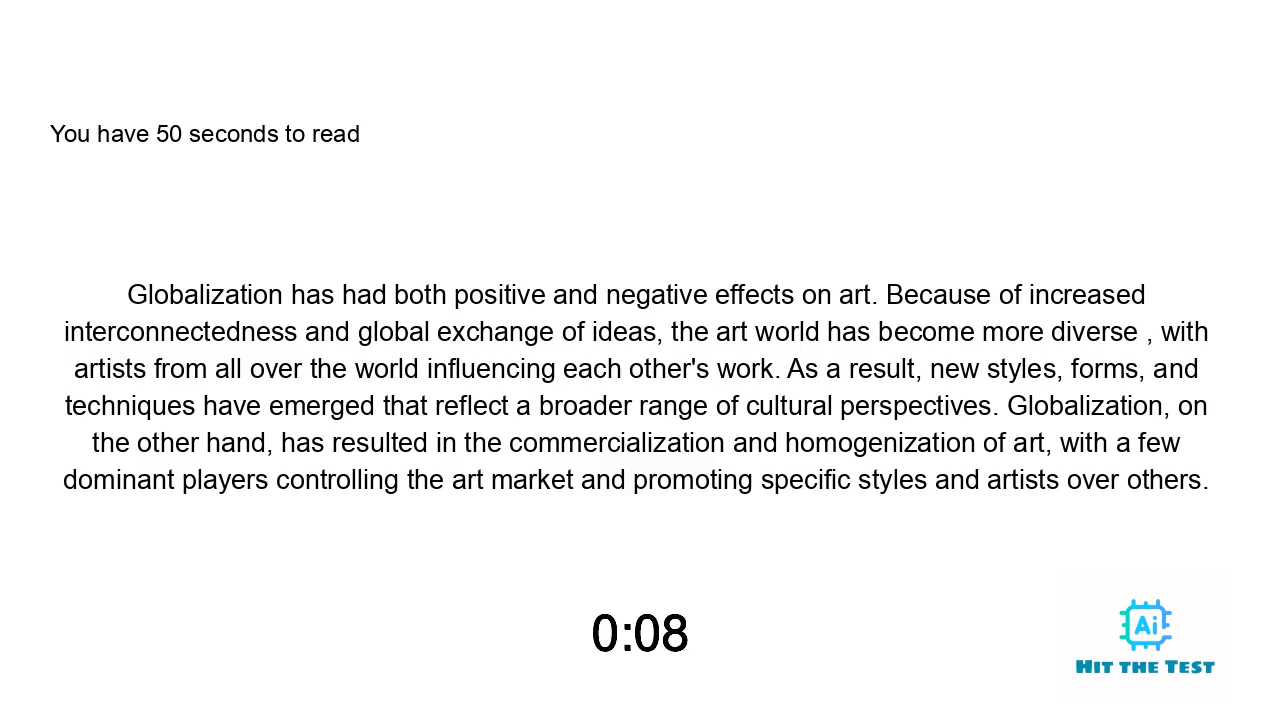 You have 50 seconds to read
Globalization has had both positive and negative effects on art. Because of increased
interconnectedness and global exchange of ideas, the art world has become more diverse , with
artists from all over the world influencing each other's work. As a result, new styles, forms, and
techniques have emerged that reflect a broader range of cultural perspectives. Globalization, on
the other hand, has resulted in the commercialization and homogenization of art, with a few
dominant players controlling the art market and promoting specific styles and artists over others.
0:08
Ai
HIT THE TEST